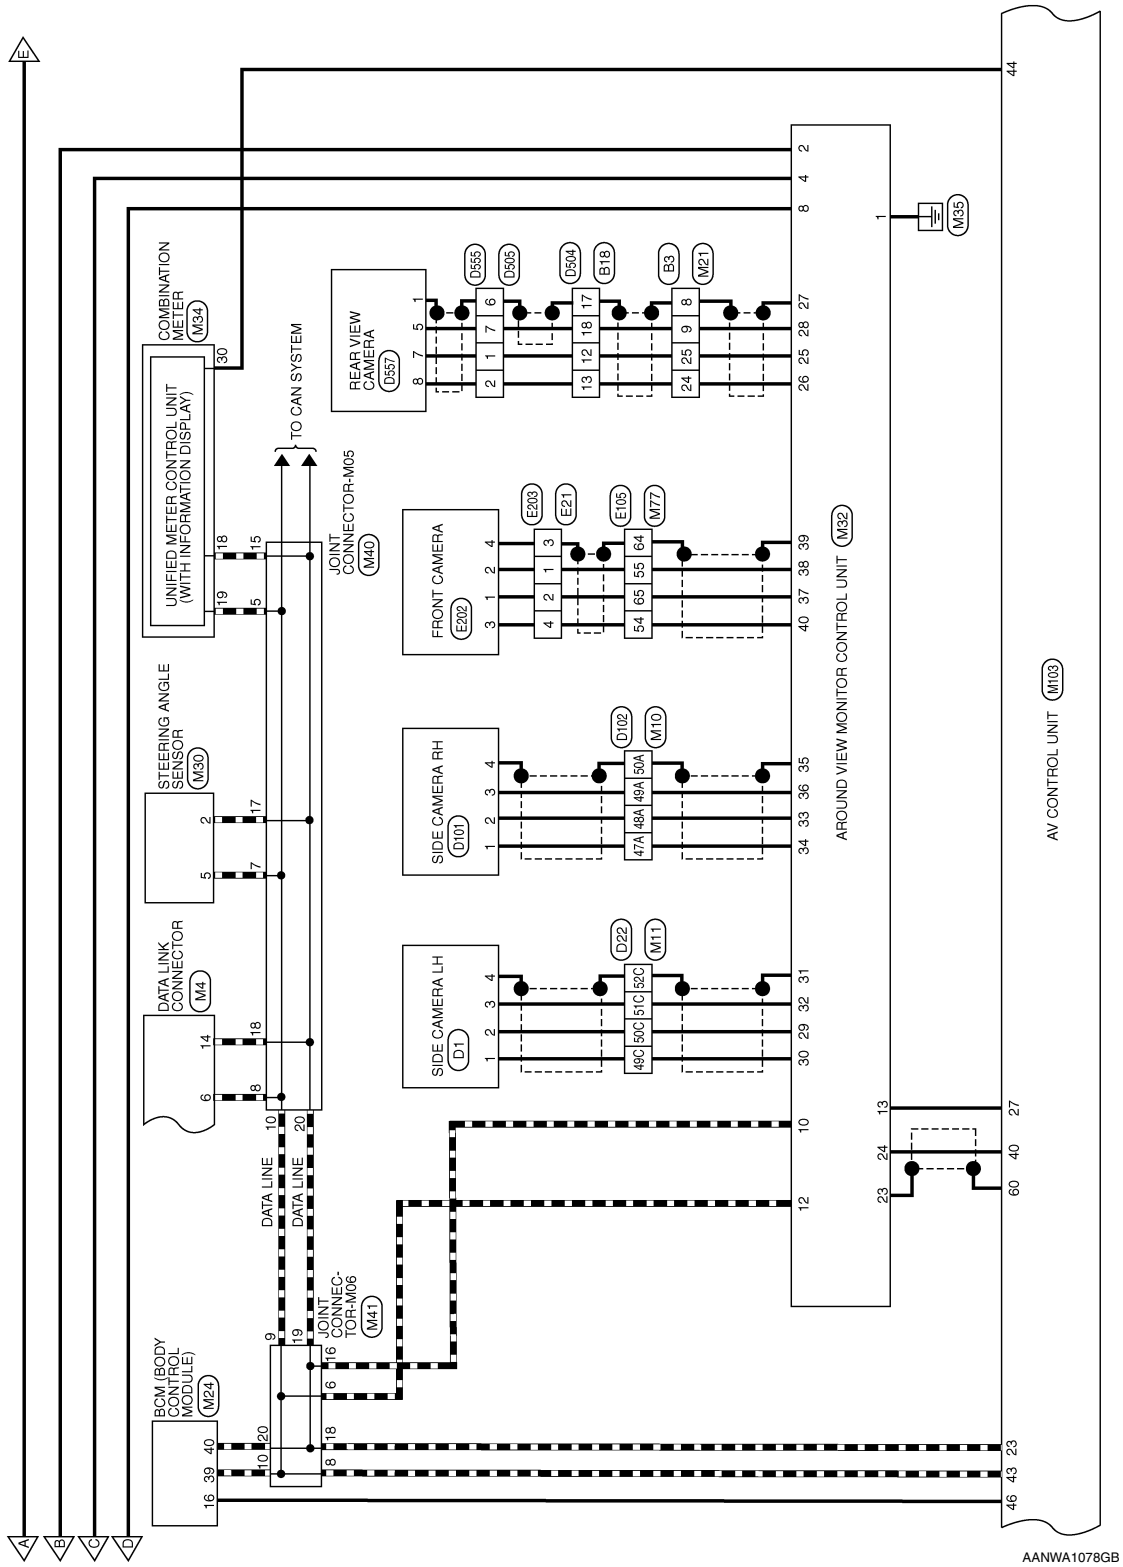 A
B
C
D
E
BCM (BODY
CONTROL
MODULE)
M24
16
39
40
10
20
9
19
8
18
6
16
JOINT
CONNEC-
TOR-M06
M41
DATA LINE
DATA LINE
10
20
DATA LINK
CONNECTOR
M4
6
14
8
18
STEERING ANGLE
SENSOR
M30
5
2
7
17
COMBINATION
METER
M34
UNIFIED METER CONTROL UNIT
(WITH INFORMATION DISPLAY)
19
18
30
5
15
JOINT
CONNECTOR-M05
M40
TO CAN SYSTEM
SIDE CAMERA LH
D1
1
2
3
4
D22
M11
49C
50C
51C
52C
30
29
32
31
SIDE CAMERA RH
D101
1
2
3
4
D102
M10
47A
48A
49A
50A
34
33
36
35
FRONT CAMERA
E202
3
1
2
4
E203
E21
4
2
1
3
E105
M77
54
65
55
64
40
37
38
39
REAR VIEW
CAMERA
D557
8
7
5
1
D555
D505
2
1
7
6
D504
B18
13
12
18
17
B3
M21
24
25
9
8
26
25
28
27
12
10
8
4
2
AROUND VIEW MONITOR CONTROL UNIT
M32
23
24
13
1
M35
46
43
23
60
40
27
44
AV CONTROL UNIT
M103
AANWA1078GB